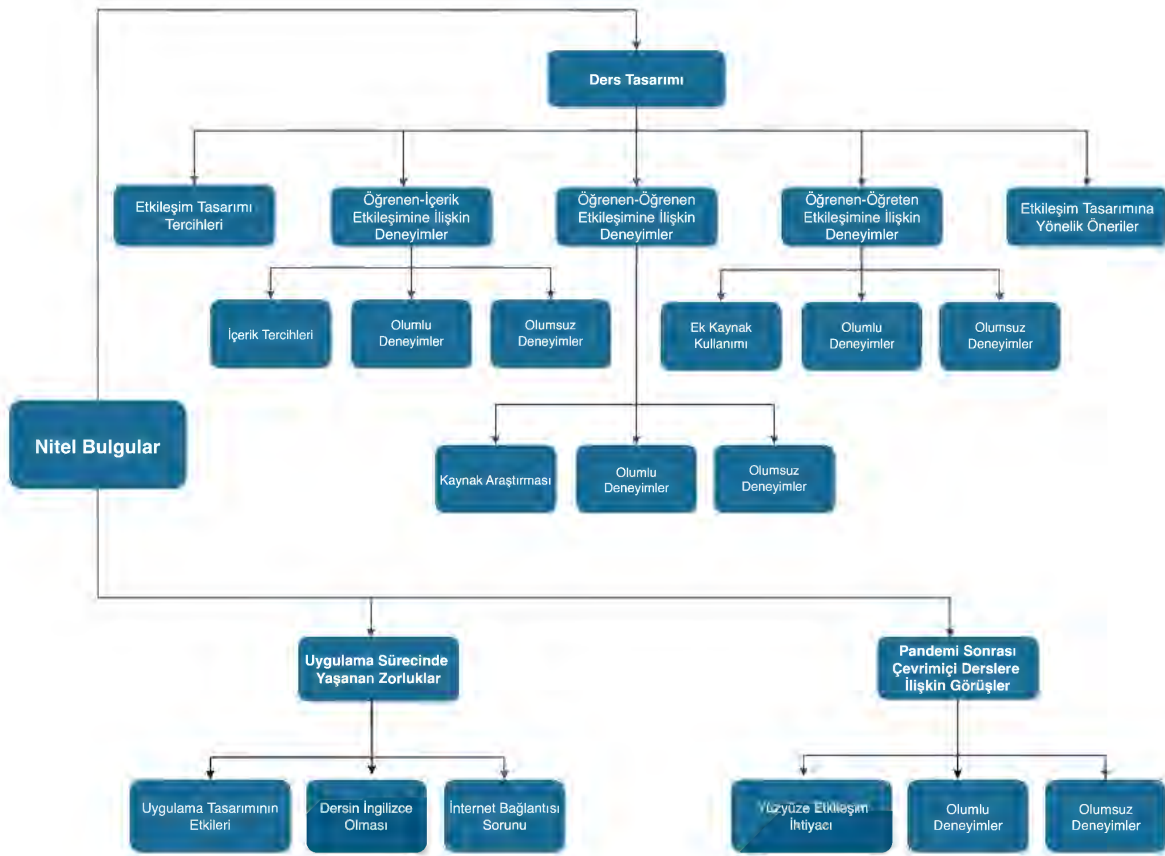 Ders Tasarımı
Etkileşim Tasarımı
Tercihleri
Öğrenen-İçerik
Etkileşimine İlişkin
Deneyimler
Öğrenen-Öğrenen
Etkileşimine İlişkin
Deneyimler
Öğrenen-Öğreten
Etkileşimine İlişkin
Deneyimler
Etkileşim Tasarımına
Yönelik Öneriler
İçerik Tercihleri
Olumlu
Deneyimler
Olumsuz
Deneyimler
Ek Kaynak
Kullanımı
Olumlu
Deneyimler
Olumsuz
Deneyimler
Nitel Bulgular
Kaynak Araştırması
Olumlu
Deneyimler
Olumsuz
Deneyimler
Uygulama Sürecinde
Yaşanan Zorluklar
Pandemi Sonrası
Çevrimiçi Derslere
İlişkin Görüşler
Uygulama Tasarımının
Etkileri
Dersin İngilizce
Olması
İnternet Bağlantısı
Sorunu
Yüzyüze Etkileşim
İhtiyacı
Olumlu
Deneyimler
Olumsuz
Deneyimler